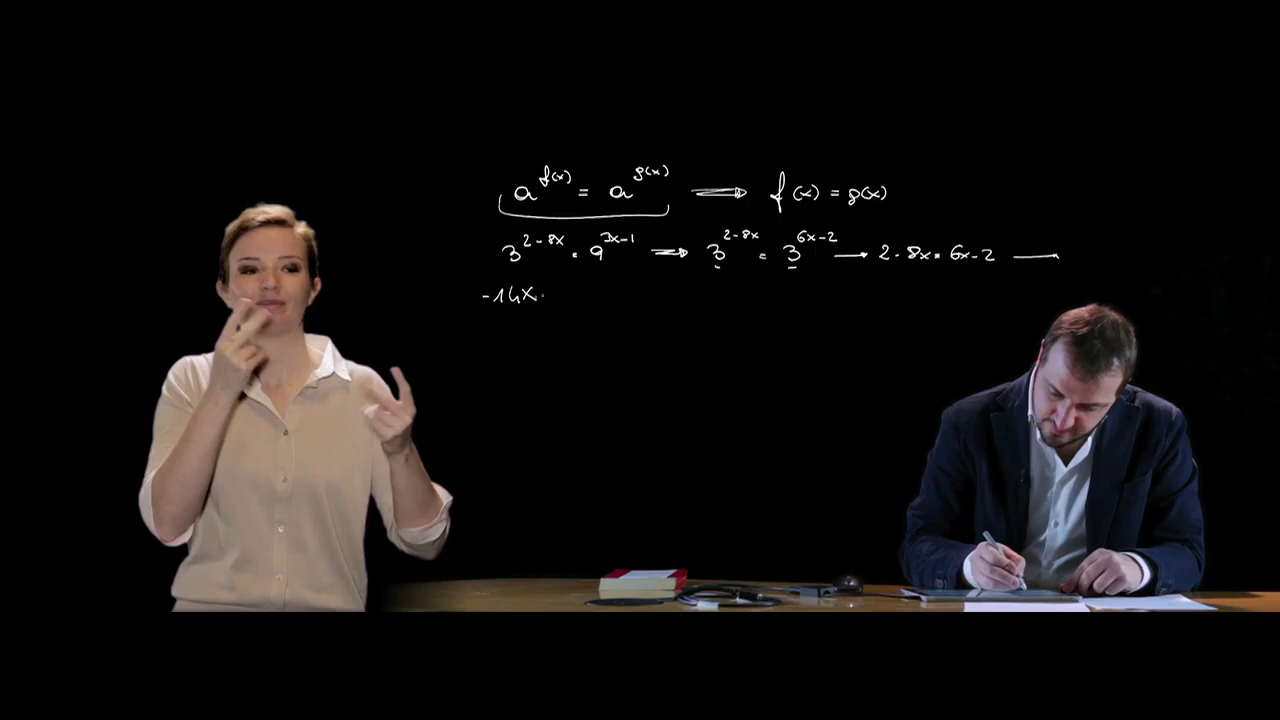 a^f(x) = a^g(x) ⟹ f(x) = g(x)
3^2-8x = 9^3x-1 ⟹ 3^2-8x = 3^6x-2 → 2-8x = 6x-2 →
-14x =